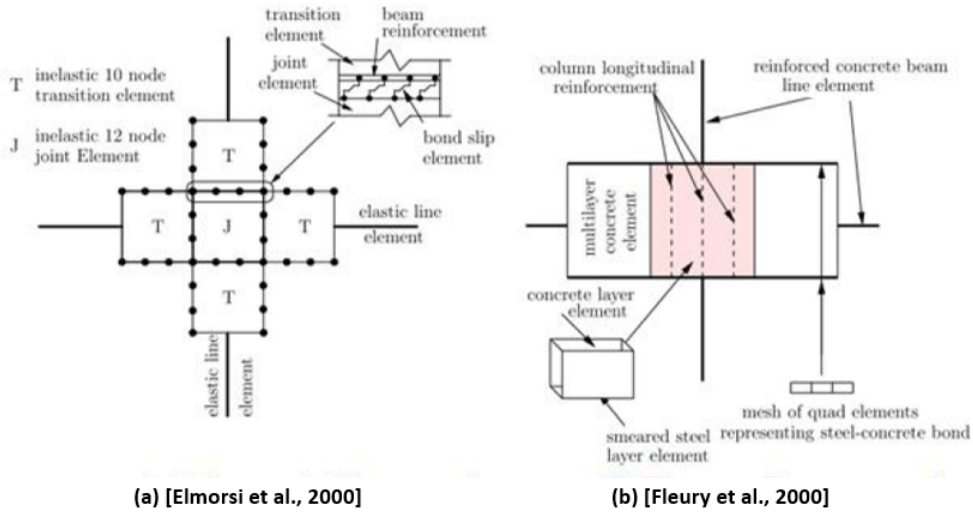 transition
element
beam
reinforcement
joint
element
bond slip
element
T inelastic 10 node
transition element
J inelastic 12 node
joint Element
T
T
J
T
T
elastic line
element
elastic line
element
(a) [Elmorsi et al., 2000]
column longitudinal
reinforcement
reinforced concrete beam
line element
multilayer
concrete
element
concrete layer
element
smeared steel
layer element
mesh of quad elements
representing steel-concrete bond
(b) [Fleury et al., 2000]